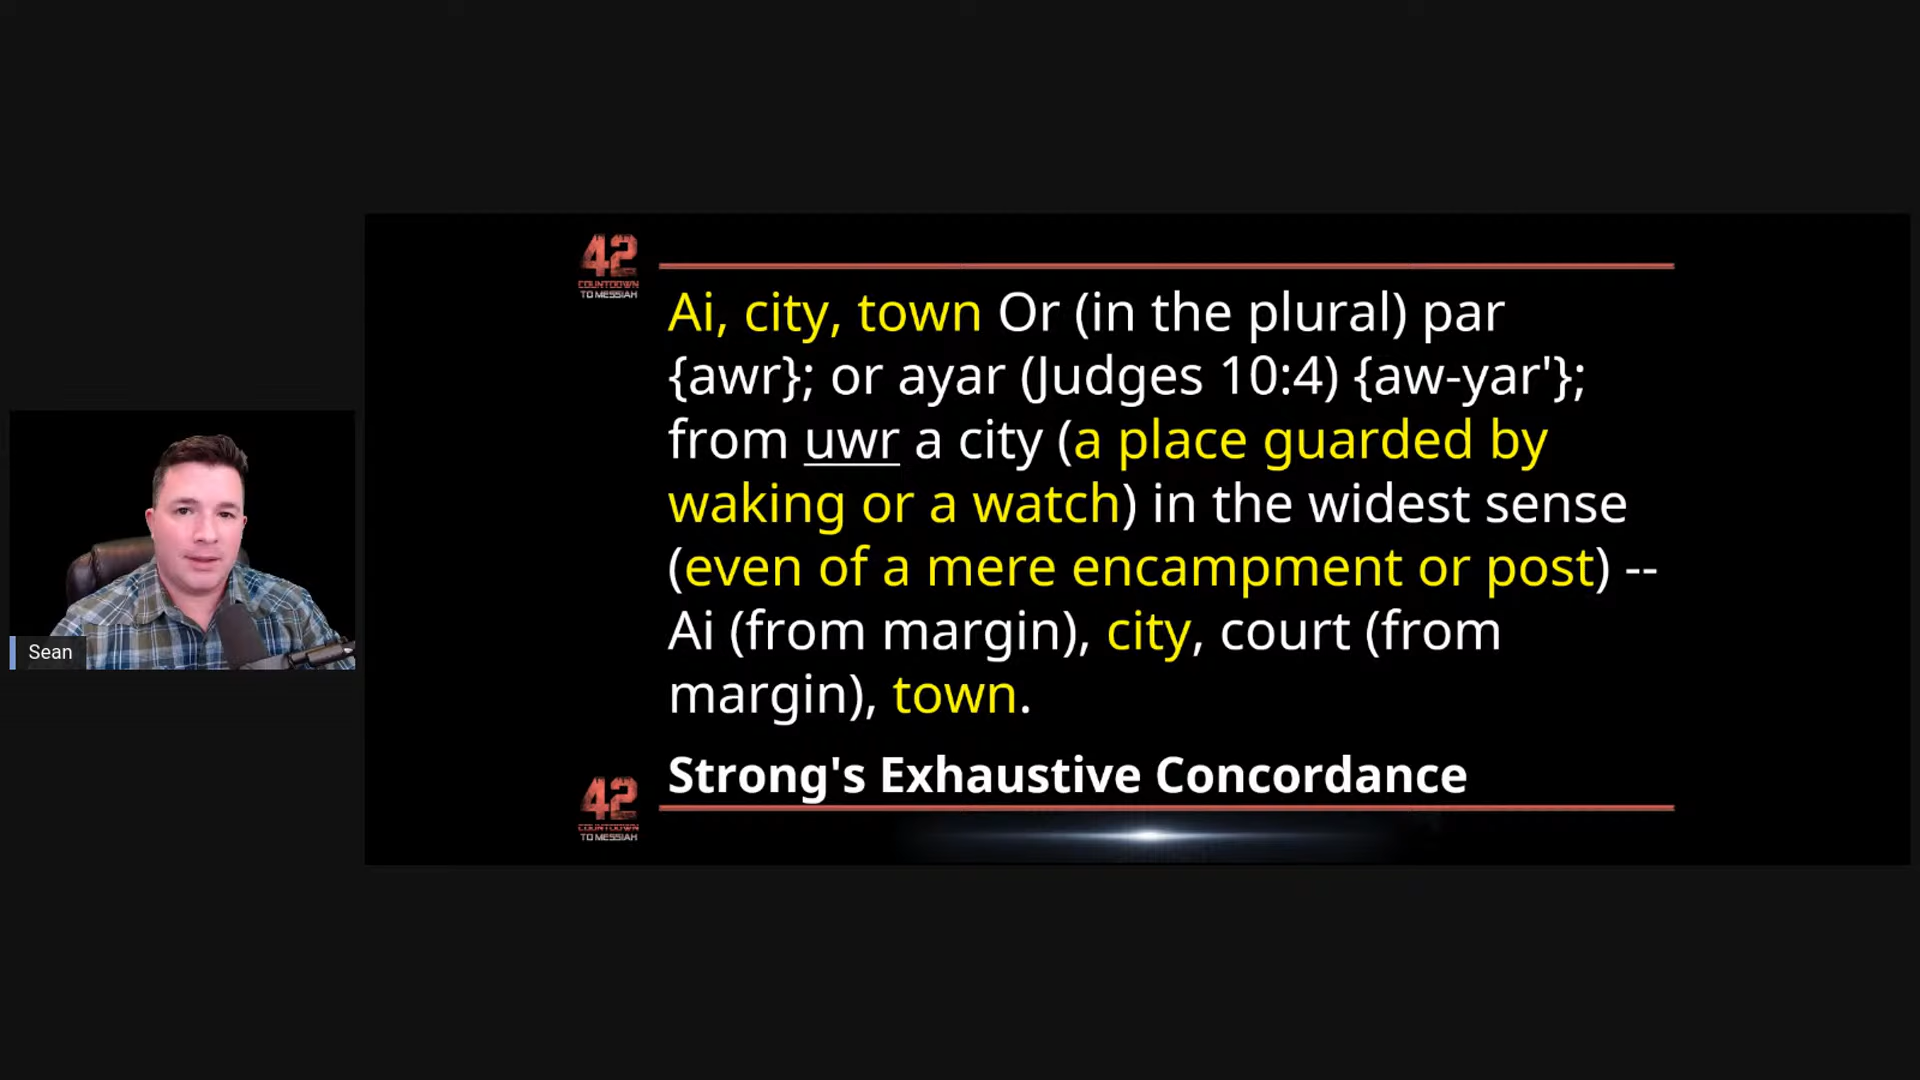 42
COUNTDOWN
TO MESSIAH
Ai, city, town Or (in the plural) par
{awr}; or ayar (Judges 10:4) {aw-yar'};
from uwr a city (a place guarded by
waking or a watch) in the widest sense
(even of a mere encampment or post) --
Ai (from margin), city, court (from
margin), town.
Strong's Exhaustive Concordance
42
COUNTDOWN
TO MESSIAH
Sean